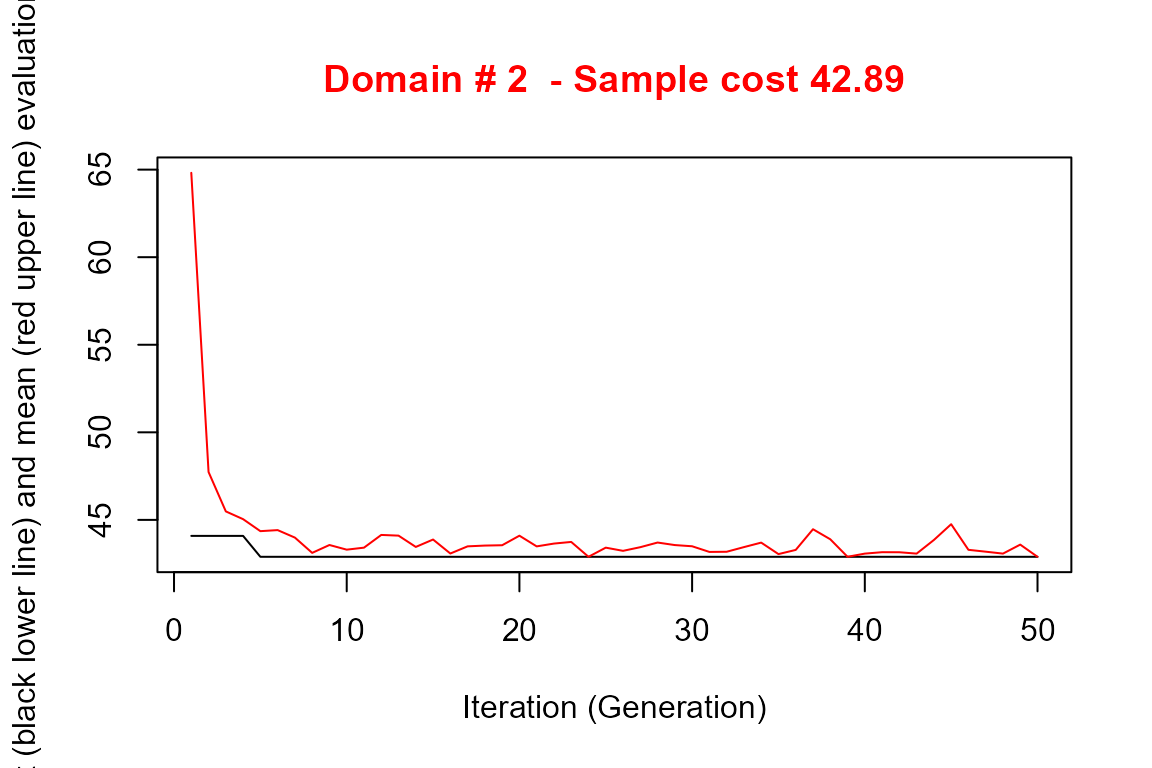 Domain # 2  - Sample cost 42.89
(black lower line) and mean (red upper line) evaluation
65
60
55
50
45
0 10 20 30 40 50
Iteration (Generation)